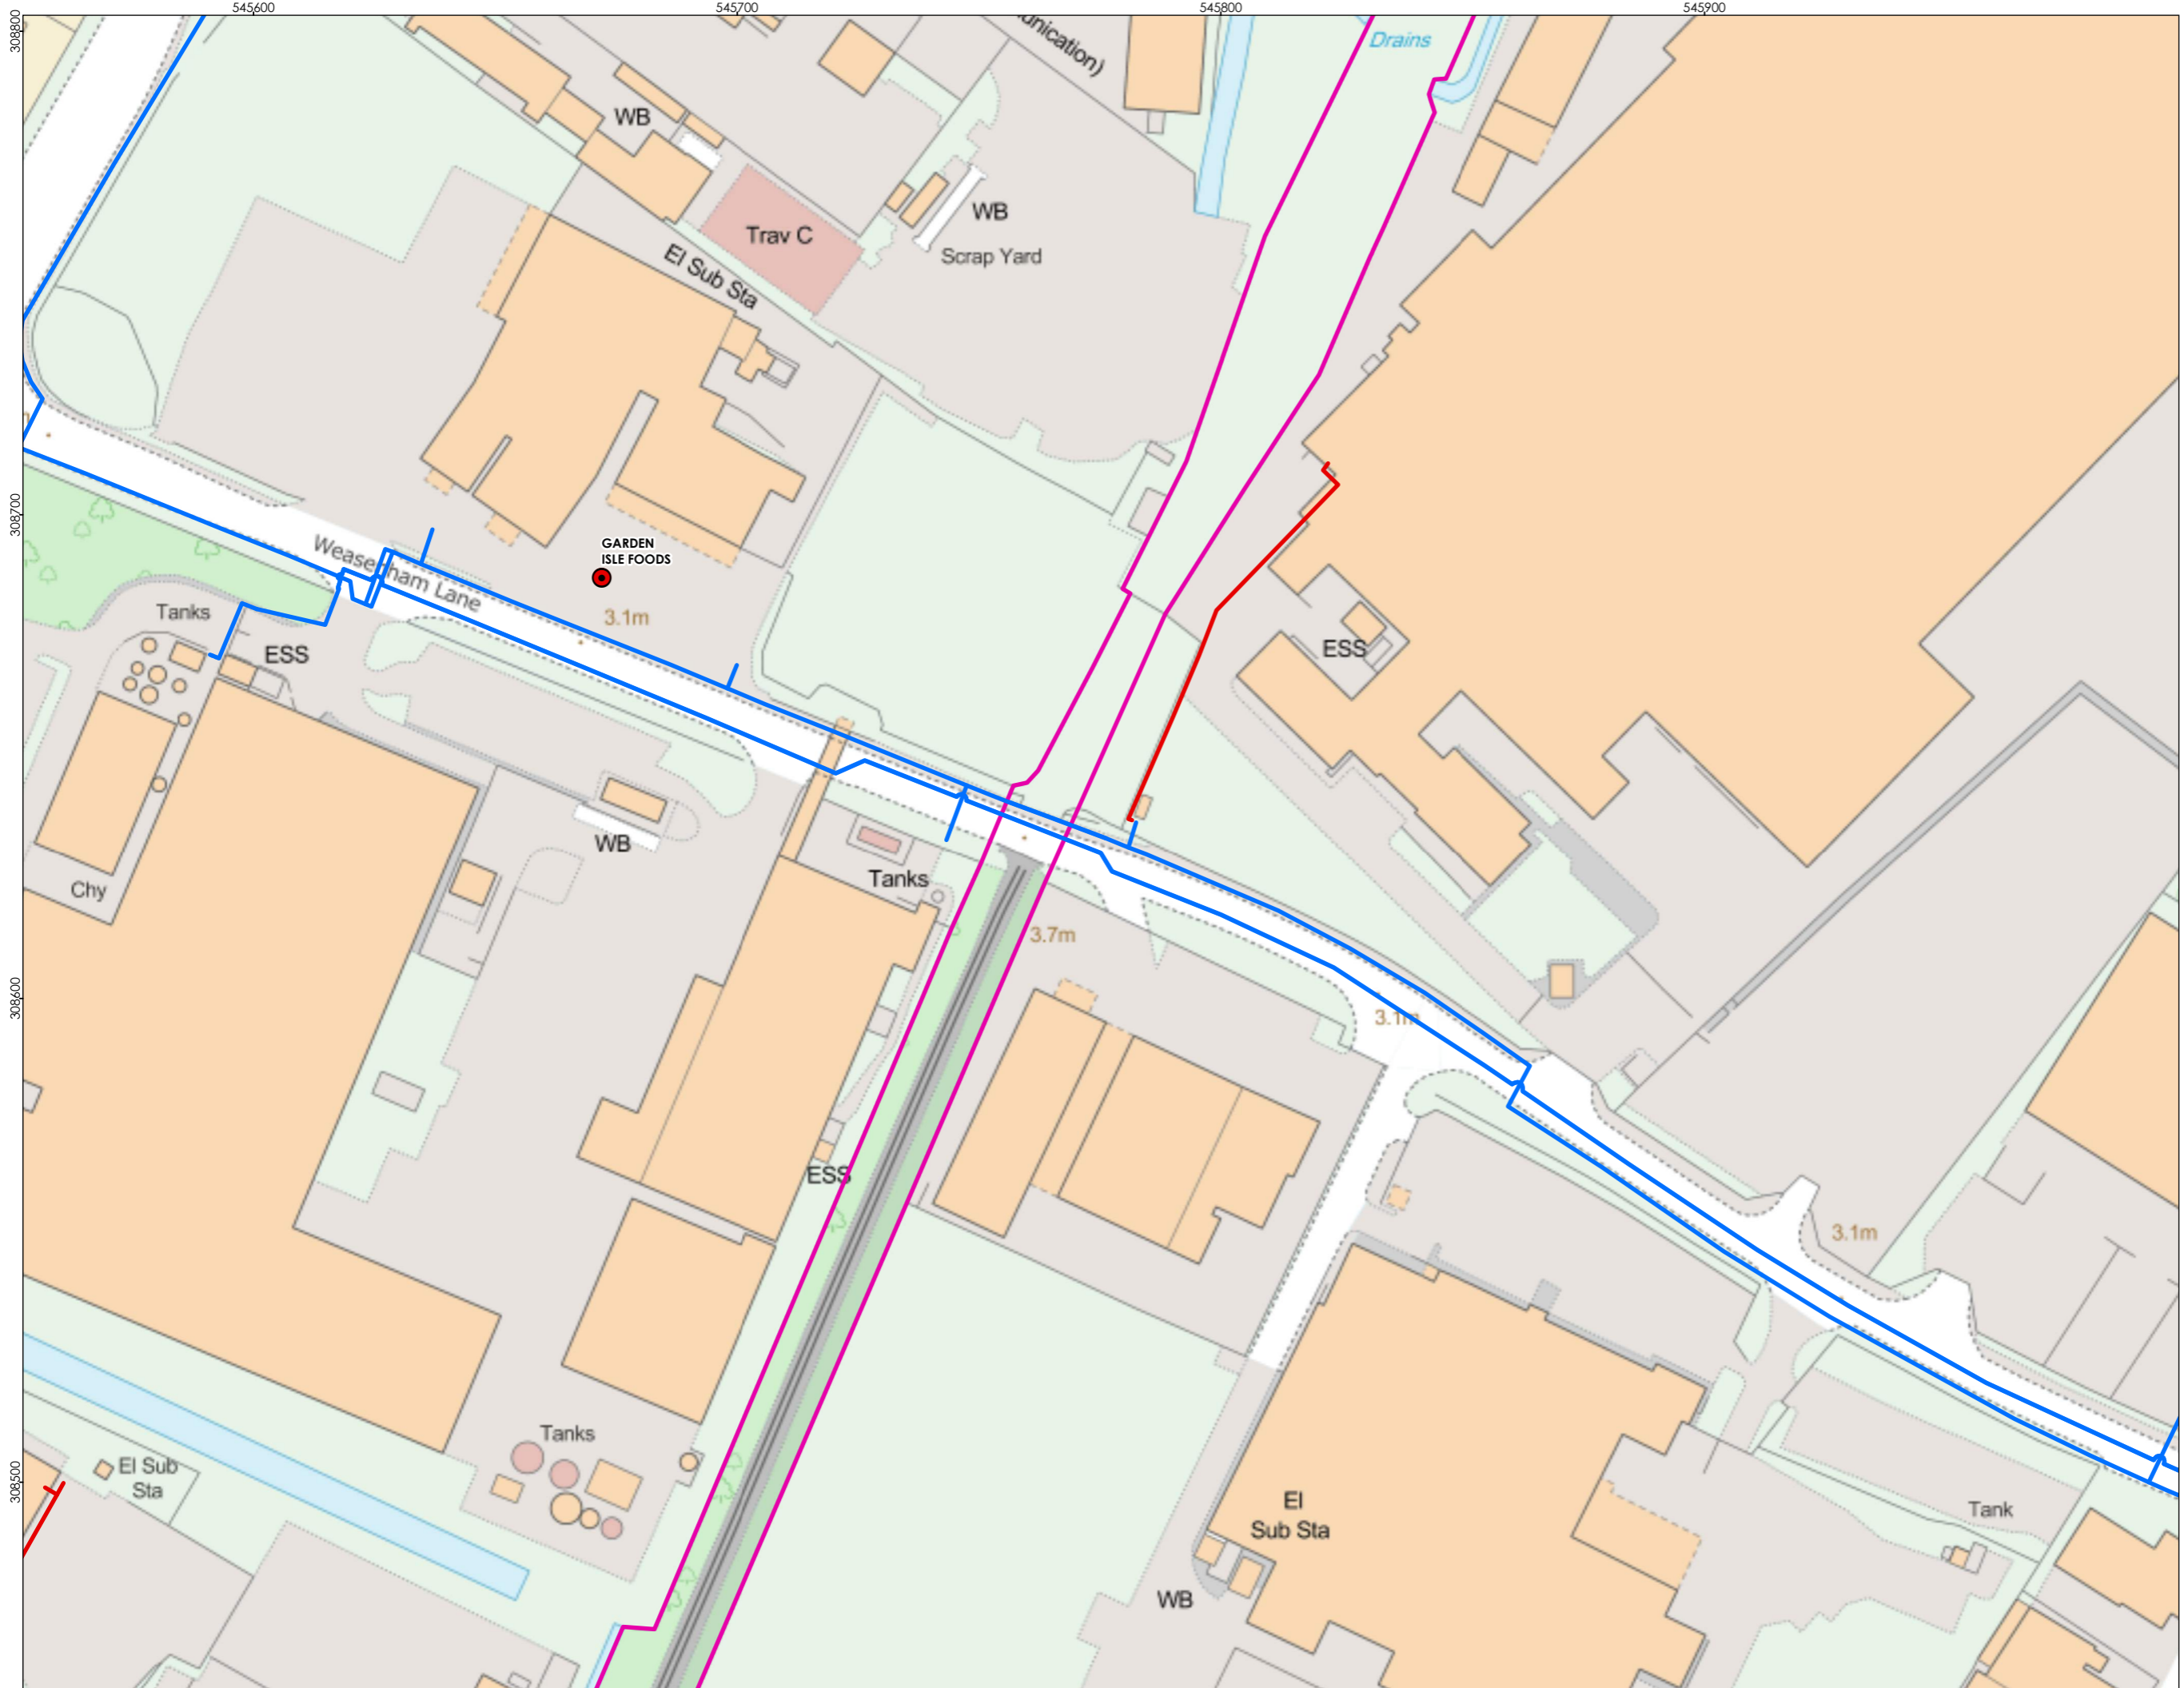 545600
545700
545800
545900
308800
308700
308600
308500
Drains
WB
Trav C
El Sub Sta
WB
Scrap Yard
GARDEN
ISLE FOODS
3.1m
Weasenham Lane
Tanks
ESS
ESS
WB
Chy
Tanks
3.7m
3.1m
ESS
3.1m
Tanks
El Sub
Sta
El
Sub Sta
WB
Tank